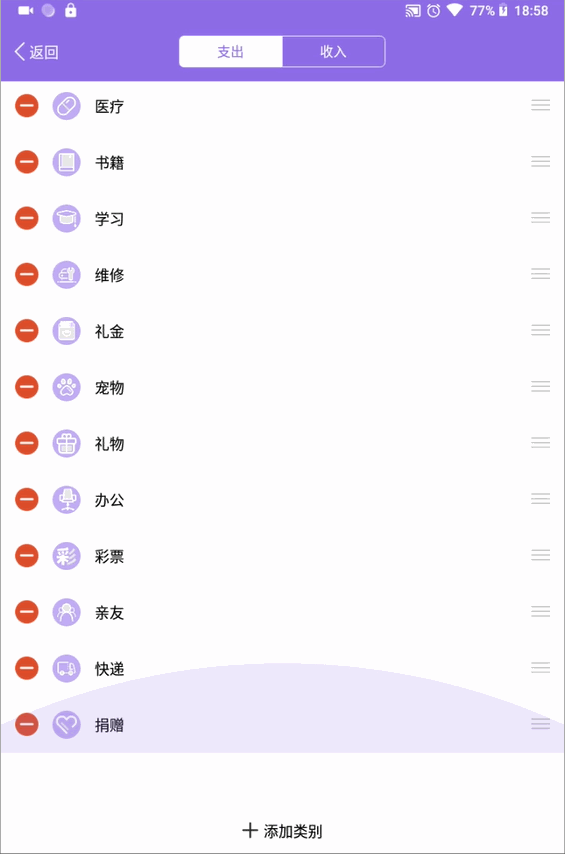 77% 18:58
返回 支出 收入
医疗
书籍
学习
维修
礼金
宠物
礼物
办公
彩 彩票
亲友
快递
捐赠
添加类别